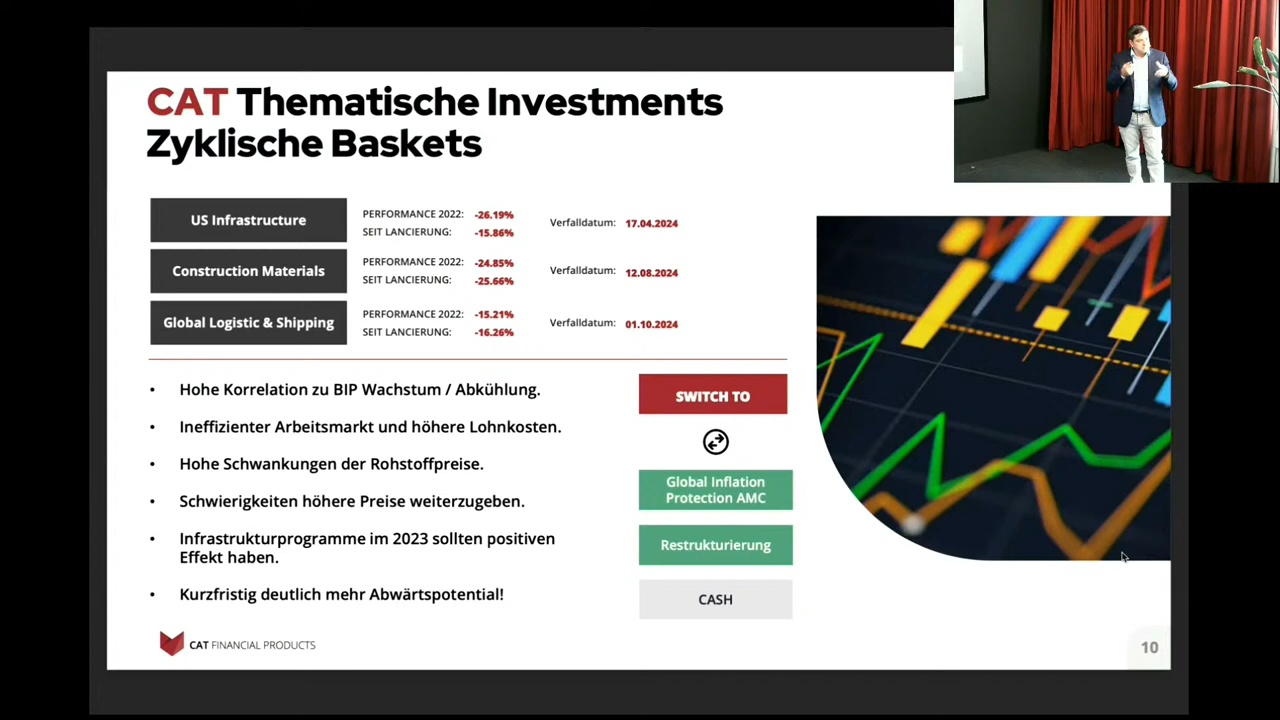 CAT Thematische Investments
Zyklische Baskets
US Infrastructure
PERFORMANCE 2022: -26.19%
SEIT LANCIERUNG: -15.86%
Verfalldatum: 17.04.2024
Construction Materials
PERFORMANCE 2022: -24.85%
SEIT LANCIERUNG: -25.66%
Verfalldatum: 12.08.2024
Global Logistic & Shipping
PERFORMANCE 2022: -15.21%
SEIT LANCIERUNG: -16.26%
Verfalldatum: 01.10.2024
• Hohe Korrelation zu BIP Wachstum / Abkühlung.
• Ineffizienter Arbeitsmarkt und höhere Lohnkosten.
• Hohe Schwankungen der Rohstoffpreise.
• Schwierigkeiten höhere Preise weiterzugeben.
• Infrastrukturprogramme im 2023 sollten positiven
Effekt haben.
• Kurzfristig deutlich mehr Abwärtspotential!
SWITCH TO
Global Inflation
Protection AMC
Restrukturierung
CASH
CAT FINANCIAL PRODUCTS
10